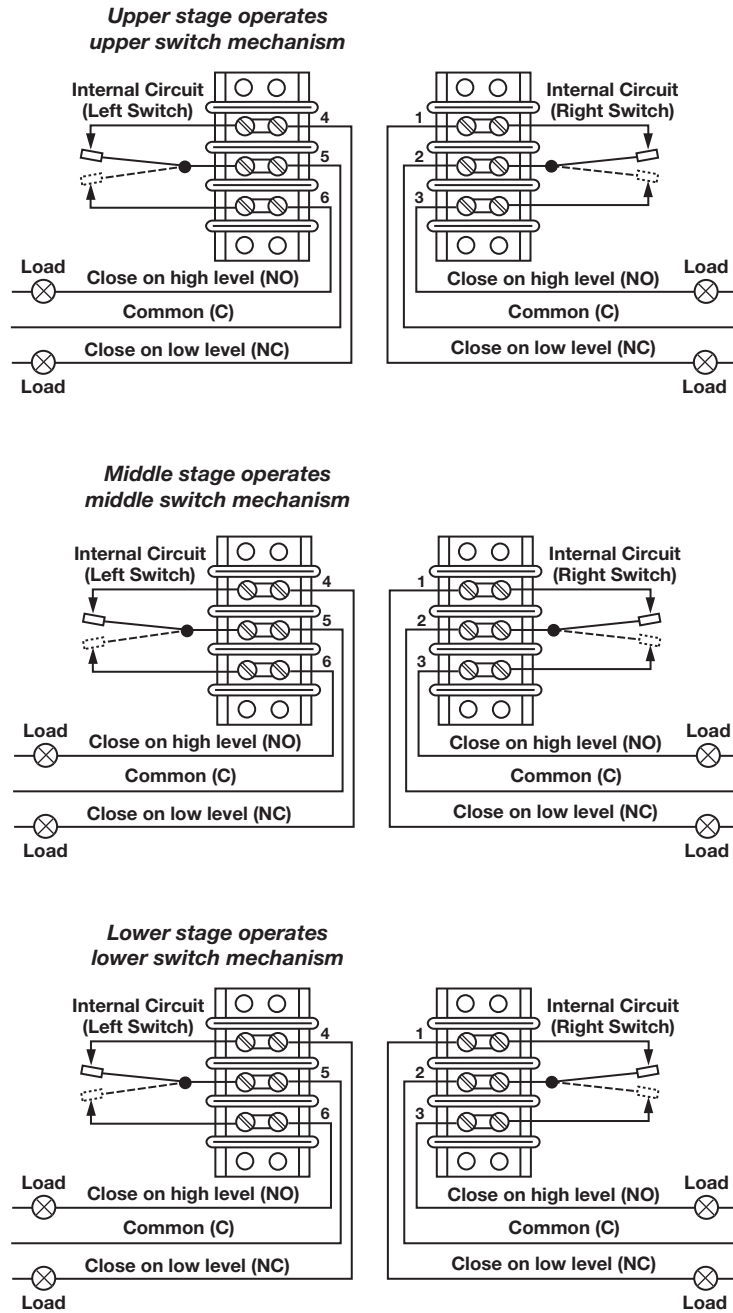 Upper stage operates
upper switch mechanism
Internal Circuit
(Left Switch)
4
5
6
Load
Close on high level (NO)
Common (C)
Close on low level (NC)
Load
1
2
3
Internal Circuit
(Right Switch)
Load
Close on high level (NO)
Common (C)
Close on low level (NC)
Load
Middle stage operates
middle switch mechanism
Internal Circuit
(Left Switch)
4
5
6
Load
Close on high level (NO)
Common (C)
Close on low level (NC)
Load
1
2
3
Internal Circuit
(Right Switch)
Load
Close on high level (NO)
Common (C)
Close on low level (NC)
Load
Lower stage operates
lower switch mechanism
Internal Circuit
(Left Switch)
4
5
6
Load
Close on high level (NO)
Common (C)
Close on low level (NC)
Load
1
2
3
Internal Circuit
(Right Switch)
Load
Close on high level (NO)
Common (C)
Close on low level (NC)
Load